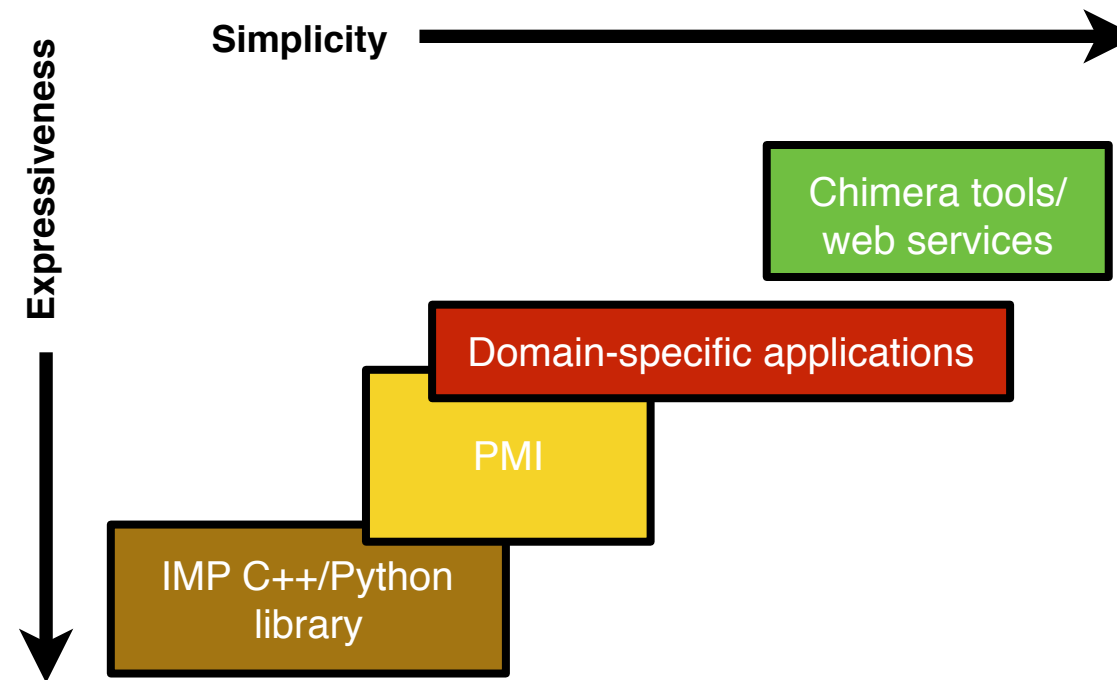 Simplicity
Expressiveness
Chimera tools/
web services
Domain-specific applications
PMI
IMP C++/Python
library